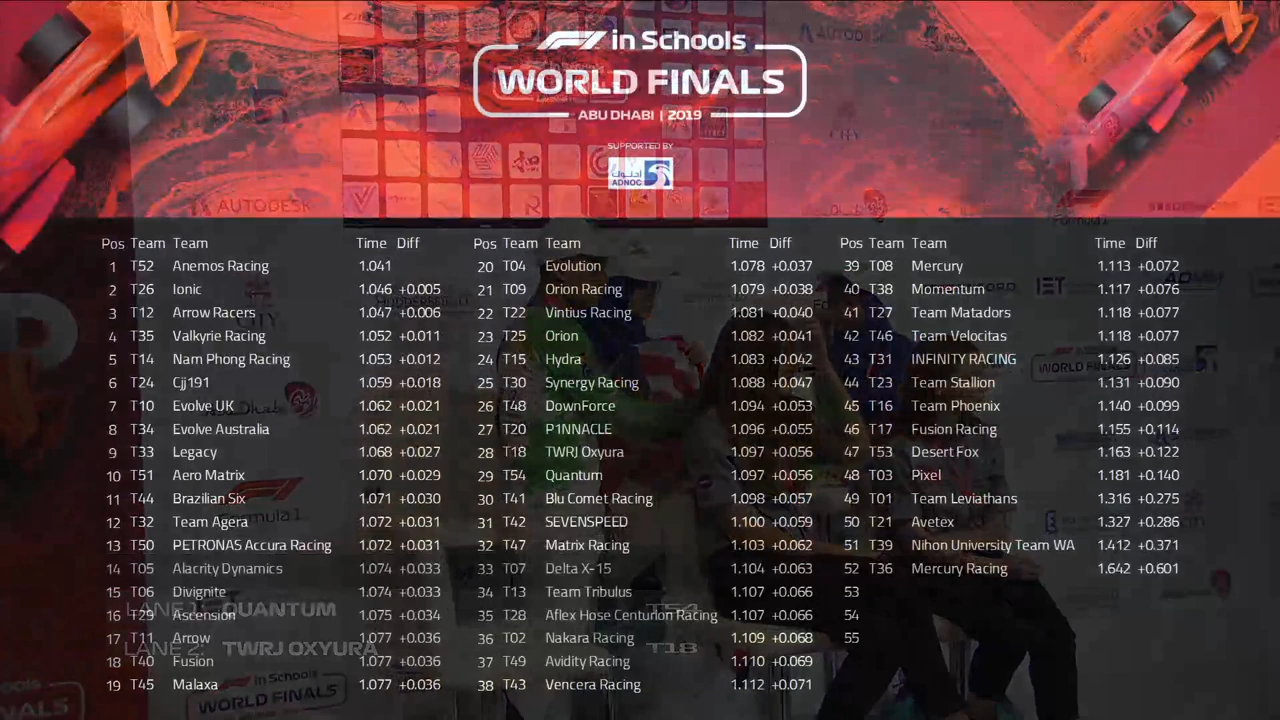 F1 in Schools
WORLD FINALS
ABU DHABI | 2019
SUPPORTED BY
أدنوك
ADNOC
AUTODESK
Pos Team Team Time Diff
1 T52 Anemos Racing 1.041
2 T26 Ionic 1.046 +0.005
3 T12 Arrow Racers 1.047 +0.006
4 T35 Valkyrie Racing 1.052 +0.011
5 T14 Nam Phong Racing 1.053 +0.012
6 T24 Cjj191 1.059 +0.018
7 T10 Evolve UK 1.062 +0.021
8 T34 Evolve Australia 1.062 +0.021
9 T33 Legacy 1.068 +0.027
10 T51 Aero Matrix 1.070 +0.029
11 T44 Brazilian Six 1.071 +0.030
12 T32 Team Agera 1.072 +0.031
13 T50 PETRONAS Accura Racing 1.072 +0.031
14 T05 Alacrity Dynamics 1.074 +0.033
15 T06 Divignite 1.074 +0.033
16 T29 Ascension 1.075 +0.034
17 T11 Arrow 1.077 +0.036
18 T40 Fusion 1.077 +0.036
19 T45 Malaxa 1.077 +0.036
Pos Team Team Time Diff
20 T04 Evolution 1.078 +0.037
21 T09 Orion Racing 1.079 +0.038
22 T22 Vintius Racing 1.081 +0.040
23 T25 Orion 1.082 +0.041
24 T15 Hydra 1.083 +0.042
25 T30 Synergy Racing 1.088 +0.047
26 T48 DownForce 1.094 +0.053
27 T20 P1NNACLE 1.096 +0.055
28 T18 TWRJ Oxyura 1.097 +0.056
29 T54 Quantum 1.097 +0.056
30 T41 Blu Comet Racing 1.098 +0.057
31 T42 SEVENSPEED 1.100 +0.059
32 T47 Matrix Racing 1.103 +0.062
33 T07 Delta X-15 1.104 +0.063
34 T13 Team Tribulus 1.107 +0.066
35 T28 Aflex Hose Centurion Racing 1.107 +0.066
36 T02 Nakara Racing 1.109 +0.068
37 T49 Avidity Racing 1.110 +0.069
38 T43 Vencera Racing 1.112 +0.071
Pos Team Team Time Diff
39 T08 Mercury 1.113 +0.072
40 T38 Momentum 1.117 +0.076
41 T27 Team Matadors 1.118 +0.077
42 T46 Team Velocitas 1.118 +0.077
43 T31 INFINITY RACING 1.126 +0.085
44 T23 Team Stallion 1.131 +0.090
45 T16 Team Phoenix 1.140 +0.099
46 T17 Fusion Racing 1.155 +0.114
47 T53 Desert Fox 1.163 +0.122
48 T03 Pixel 1.181 +0.140
49 T01 Team Leviathans 1.316 +0.275
50 T21 Avetex 1.327 +0.286
51 T39 Nihon University Team WA 1.412 +0.371
52 T36 Mercury Racing 1.642 +0.601
53
54
55
LANE 1: QUANTUM T54
LANE 2: TWRJ OXYURA T18
Formula 1
IET
WORLD FINALS
in Schools
WORLD FINALS